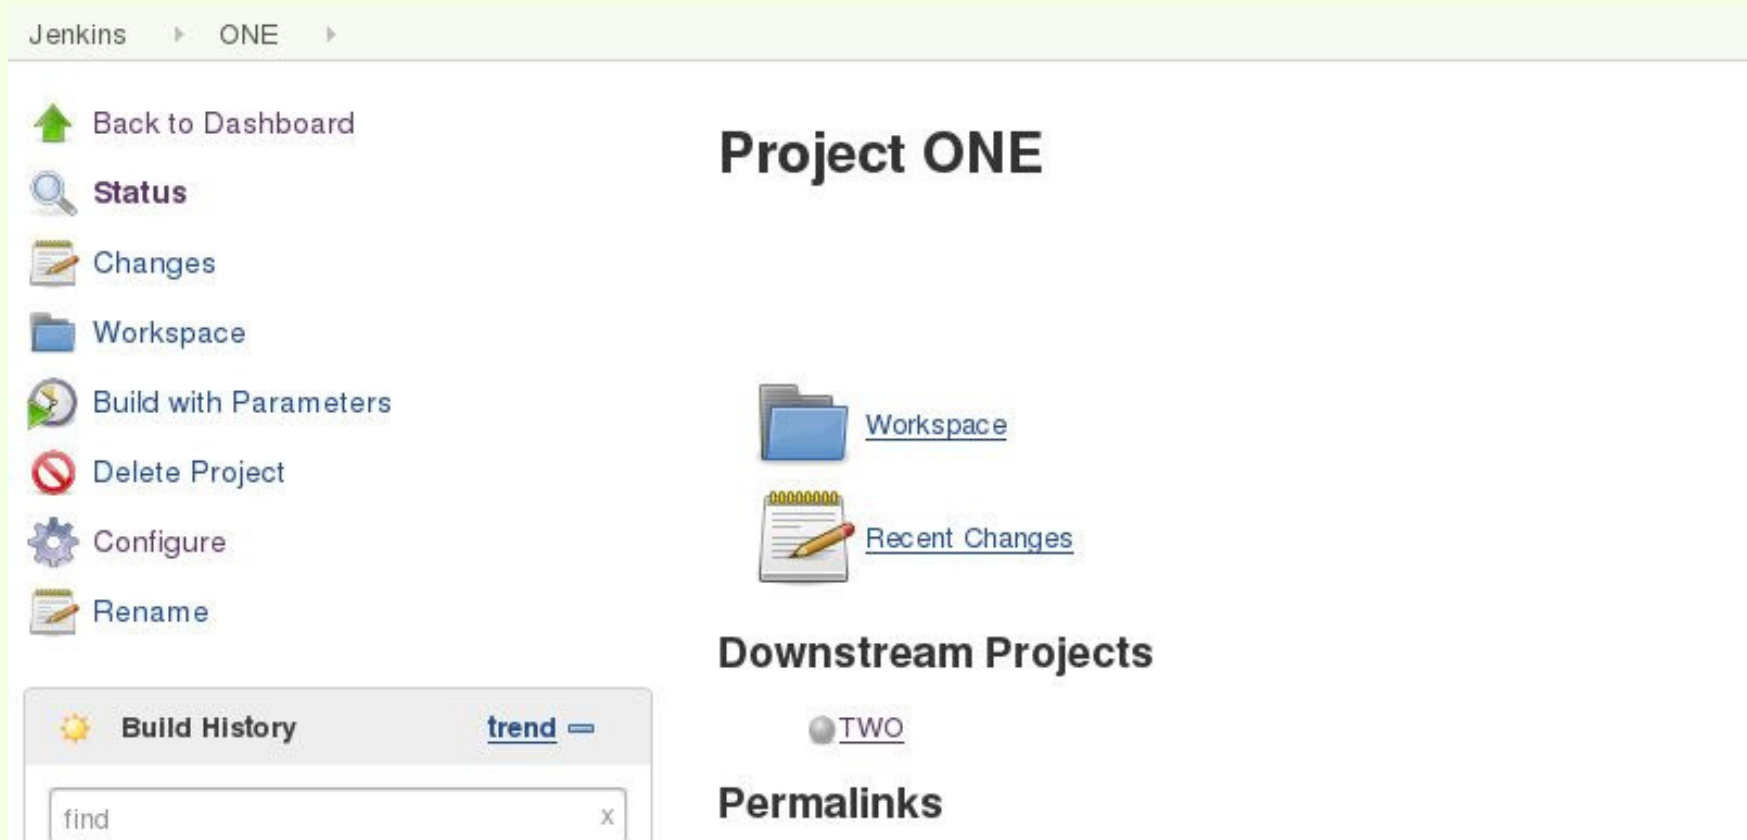 Jenkins ONE
Back to Dashboard
Status
Changes
Workspace
Build with Parameters
Delete Project
Configure
Rename
Build History trend
find x
Project ONE
Workspace
Recent Changes
Downstream Projects
TWO
Permalinks